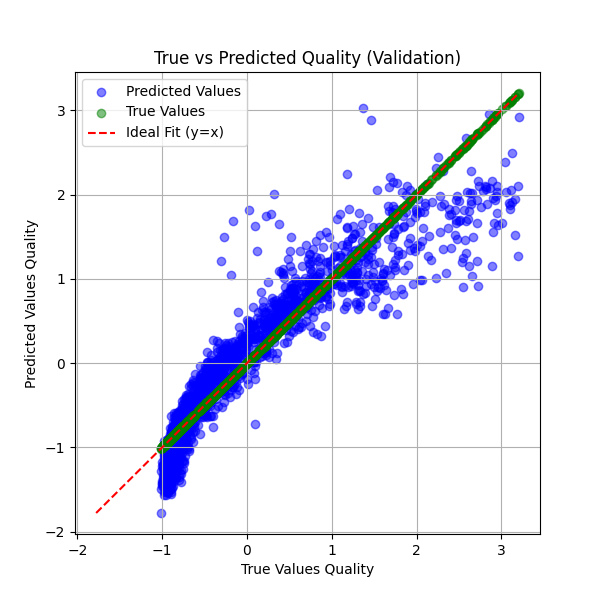 True vs Predicted Quality (Validation)
Predicted Values
True Values
Ideal Fit (y=x)
Predicted Values Quality
3
2
1
0
−1
−2
−2 −1 0 1 2 3
True Values Quality